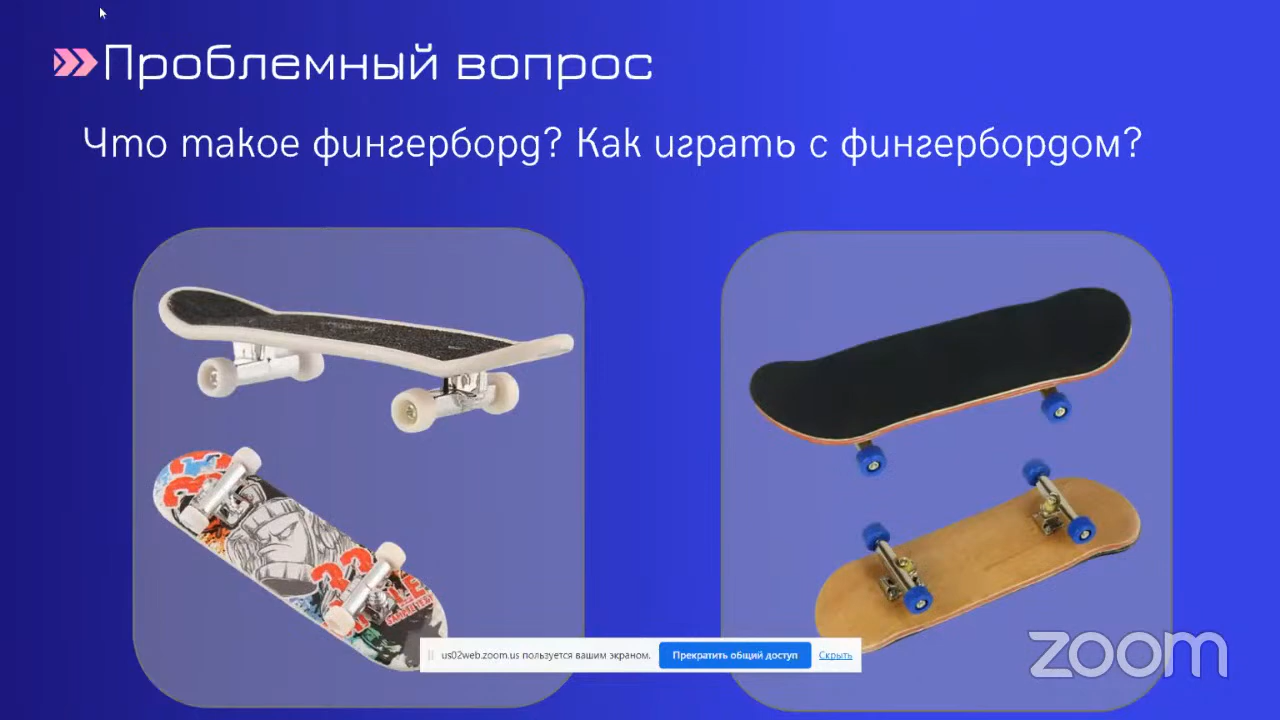 Проблемный вопрос
Что такое фингерборд? Как играть с фингербордом?
us02web.zoom.us пользуется вашим экраном.
Прекратить общий доступ
Скрыть
zoom